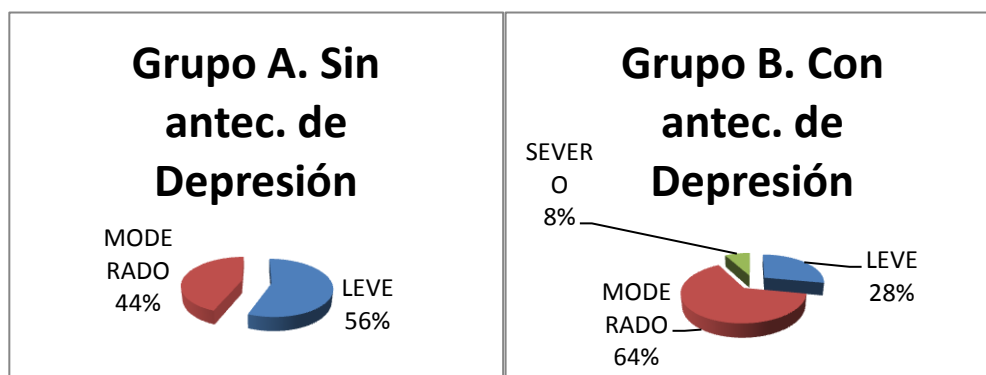 Grupo A. Sin
antec. de
Depresión
MODE
RADO
44%
LEVE
56%
Grupo B. Con
antec. de
Depresión
SEVER
O
8%
LEVE
28%
MODE
RADO
64%